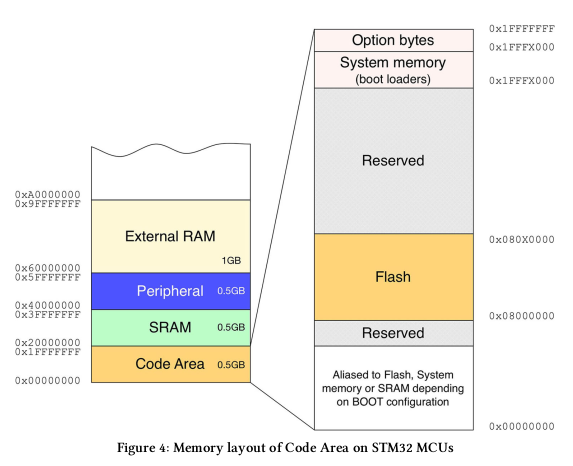 0x1FFFFFFF
Option bytes
0x1FFFX000
System memory
(boot loaders)
0x1FFFX000
Reserved
0xA0000000
0x9FFFFFFF
External RAM
1GB
0x080X0000
0x60000000
0x5FFFFFFF
Flash
Peripheral 0.5GB
0x40000000
0x3FFFFFFF
0x08000000
SRAM 0.5GB
Reserved
0x20000000
0x1FFFFFFF
Code Area 0.5GB
Aliased to Flash, System
memory or SRAM depending
on BOOT configuration
0x00000000
0x00000000
Figure 4: Memory layout of Code Area on STM32 MCUs